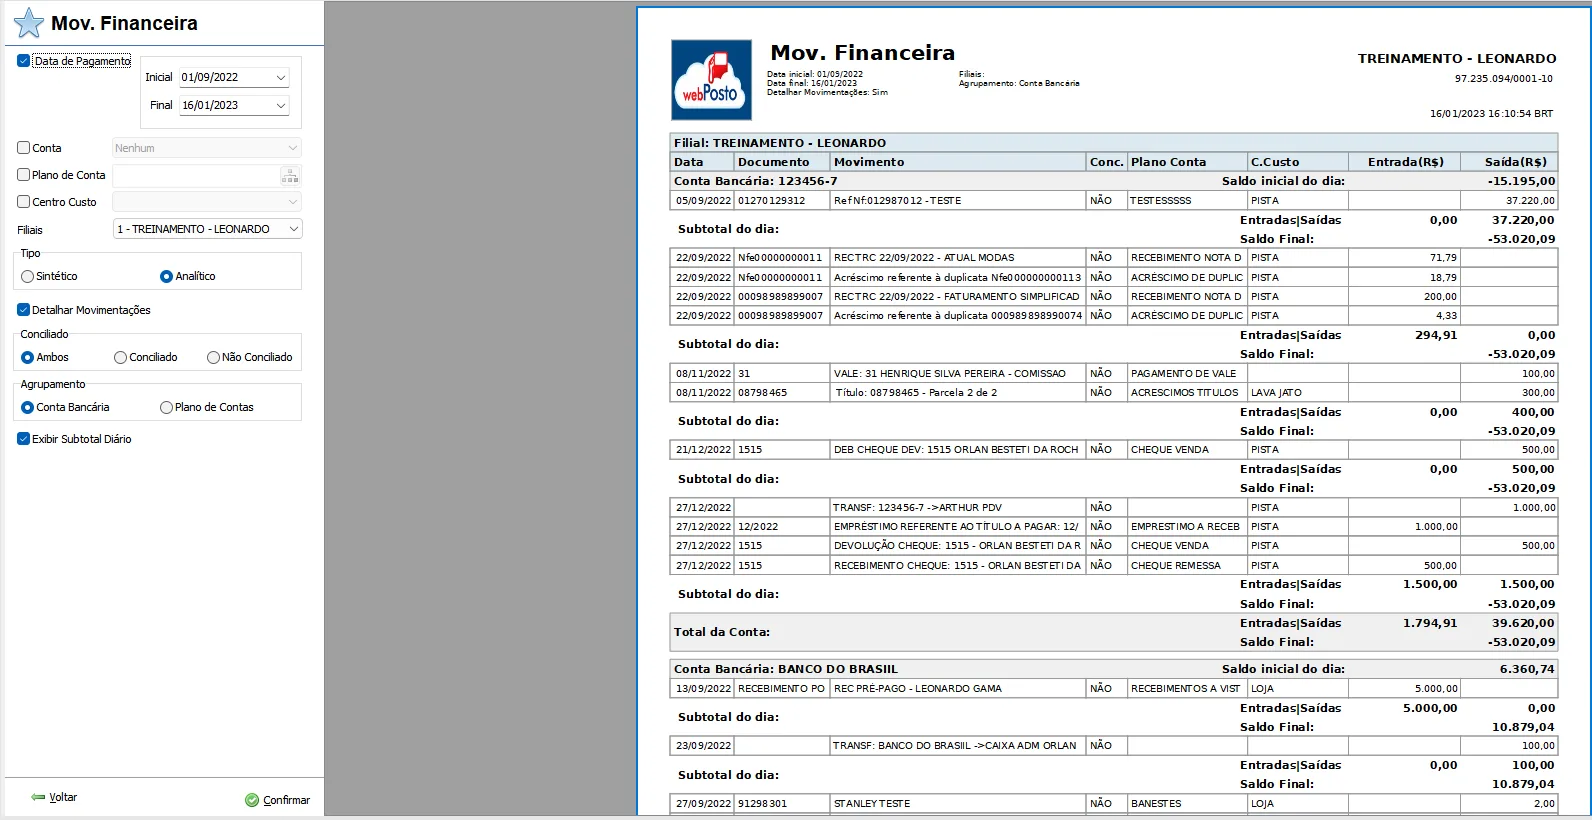 Mov. Financeira
Data de Pagamento
Inicial 01/09/2022
Final 16/01/2023
Conta Nenhum
Plano de Conta
Centro Custo
Filiais 1 - TREINAMENTO - LEONARDO
Tipo
Sintético Analítico
Detalhar Movimentações
Conciliado
Ambos Conciliado Não Conciliado
Agrupamento
Conta Bancária Plano de Contas
Exibir Subtotal Diário
Voltar Confirmar
webPosto
Mov. Financeira
Data inicial: 01/09/2022 Filiais:
Data final: 16/01/2023 Agrupamento: Conta Bancária
Detalhar Movimentações: Sim
TREINAMENTO - LEONARDO
97.235.094/0001-10
16/01/2023 16:10:54 BRT
Filial: TREINAMENTO - LEONARDO
Data Documento Movimento Conc. Plano Conta C.Custo Entrada(R$) Saída(R$)
Conta Bancária: 123456-7 Saldo inicial do dia: -15.195,00
05/09/2022 01270129312 Ref Nf:012987012 - TESTE NÃO TESTESSSSS PISTA 37.220,00
Subtotal do dia: Entradas|Saídas 0,00 37.220,00
Saldo Final: -53.020,09
22/09/2022 Nfe00000000011 REC TRC 22/09/2022 - ATUAL MODAS NÃO RECEBIMENTO NOTA D PISTA 71,79
22/09/2022 Nfe00000000011 Acréscimo referente à duplicata Nfe000000000113 NÃO ACRÉSCIMO DE DUPLIC PISTA 18,79
22/09/2022 00098989899007 REC TRC 22/09/2022 - FATURAMENTO SIMPLIFICAD NÃO RECEBIMENTO NOTA D PISTA 200,00
22/09/2022 00098989899007 Acréscimo referente à duplicata 000989898990074 NÃO ACRÉSCIMO DE DUPLIC PISTA 4,33
Subtotal do dia: Entradas|Saídas 294,91 0,00
Saldo Final: -53.020,09
08/11/2022 31 VALE: 31 HENRIQUE SILVA PEREIRA - COMISSAO NÃO PAGAMENTO DE VALE 100,00
08/11/2022 08798465 Título: 08798465 - Parcela 2 de 2 NÃO ACRESCIMOS TITULOS LAVA JATO 300,00
Subtotal do dia: Entradas|Saídas 0,00 400,00
Saldo Final: -53.020,09
21/12/2022 1515 DEB CHEQUE DEV: 1515 ORLAN BESTETI DA ROCH NÃO CHEQUE VENDA PISTA 500,00
Subtotal do dia: Entradas|Saídas 0,00 500,00
Saldo Final: -53.020,09
27/12/2022 TRANSF: 123456-7 ->ARTHUR PDV NÃO PISTA 1.000,00
27/12/2022 12/2022 EMPRÉSTIMO REFERENTE AO TÍTULO A PAGAR: 12/ NÃO EMPRESTIMO A RECEB PISTA 1.000,00
27/12/2022 1515 DEVOLUÇÃO CHEQUE: 1515 - ORLAN BESTETI DA R NÃO CHEQUE VENDA PISTA 500,00
27/12/2022 1515 RECEBIMENTO CHEQUE: 1515 - ORLAN BESTETI DA NÃO CHEQUE REMESSA PISTA 500,00
Subtotal do dia: Entradas|Saídas 1.500,00 1.500,00
Saldo Final: -53.020,09
Total da Conta: Entradas|Saídas 1.794,91 39.620,00
Saldo Final: -53.020,09
Conta Bancária: BANCO DO BRASIIL Saldo inicial do dia: 6.360,74
13/09/2022 RECEBIMENTO PO REC PRÉ-PAGO - LEONARDO GAMA NÃO RECEBIMENTOS A VIST LOJA 5.000,00
Subtotal do dia: Entradas|Saídas 5.000,00 0,00
Saldo Final: 10.879,04
23/09/2022 TRANSF: BANCO DO BRASIIL ->CAIXA ADM ORLAN NÃO 100,00
Subtotal do dia: Entradas|Saídas 0,00 100,00
Saldo Final: 10.879,04
27/09/2022 91298301 STANLEY TESTE NÃO BANESTES LOJA 2,00